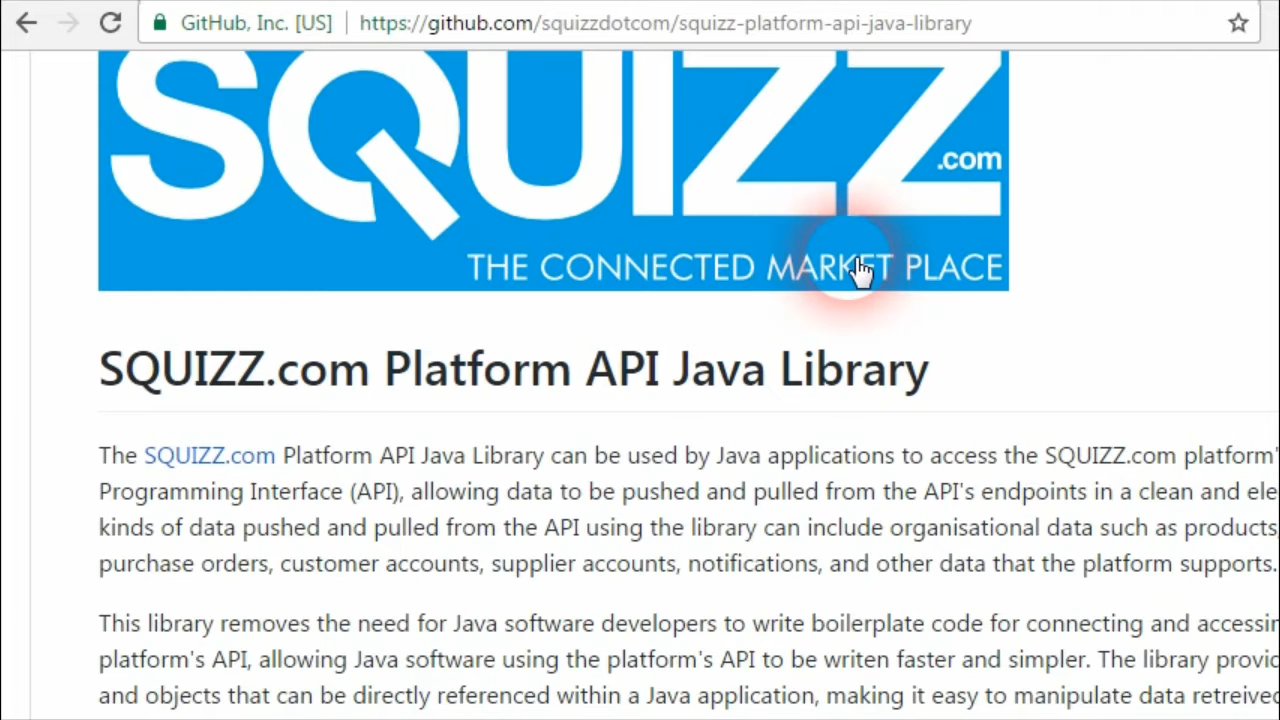 GitHub, Inc. [US] https://github.com/squizzdotcom/squizz-platform-api-java-library
SQUIZZ
.com
THE CONNECTED MARKET PLACE
SQUIZZ.com Platform API Java Library
The SQUIZZ.com Platform API Java Library can be used by Java applications to access the SQUIZZ.com platform'
Programming Interface (API), allowing data to be pushed and pulled from the API's endpoints in a clean and ele
kinds of data pushed and pulled from the API using the library can include organisational data such as products,
purchase orders, customer accounts, supplier accounts, notifications, and other data that the platform supports.
This library removes the need for Java software developers to write boilerplate code for connecting and accessin
platform's API, allowing Java software using the platform's API to be writen faster and simpler. The library provid
and objects that can be directly referenced within a Java application, making it easy to manipulate data retreived